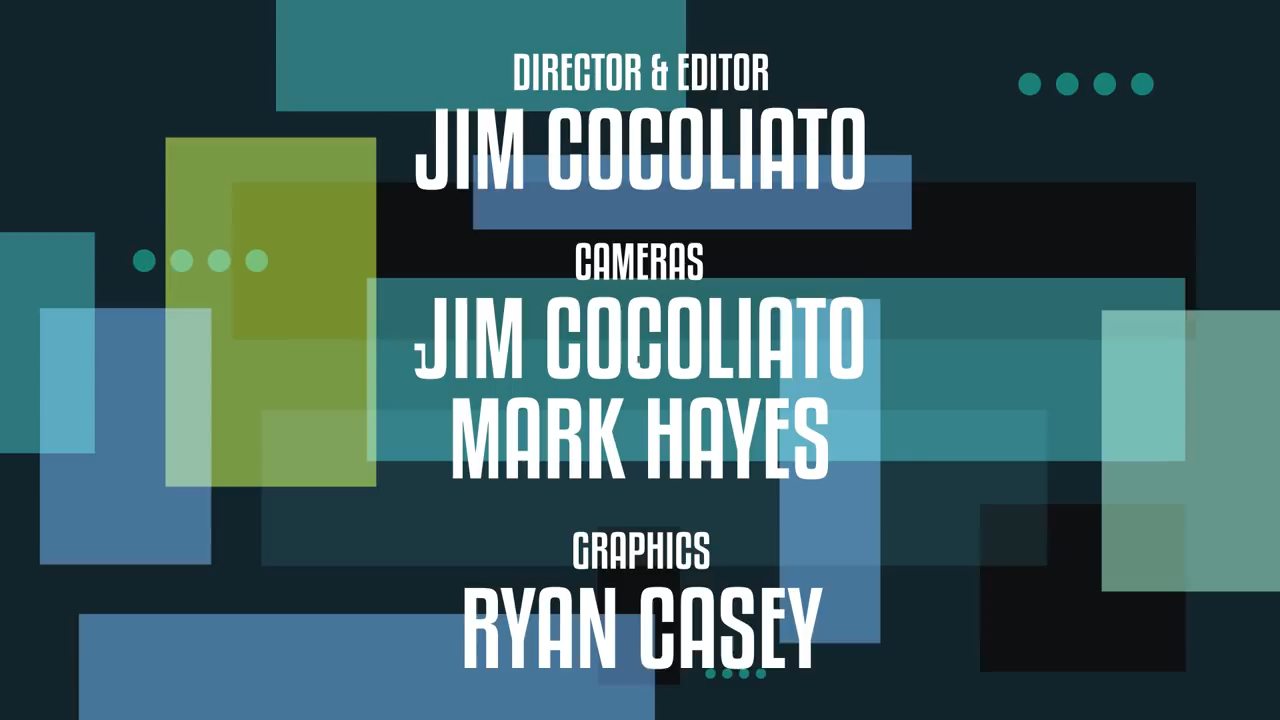 DIRECTOR & EDITOR
JIM COCOLIATO
CAMERAS
JIM COCOLIATO
MARK HAYES
GRAPHICS
RYAN CASEY